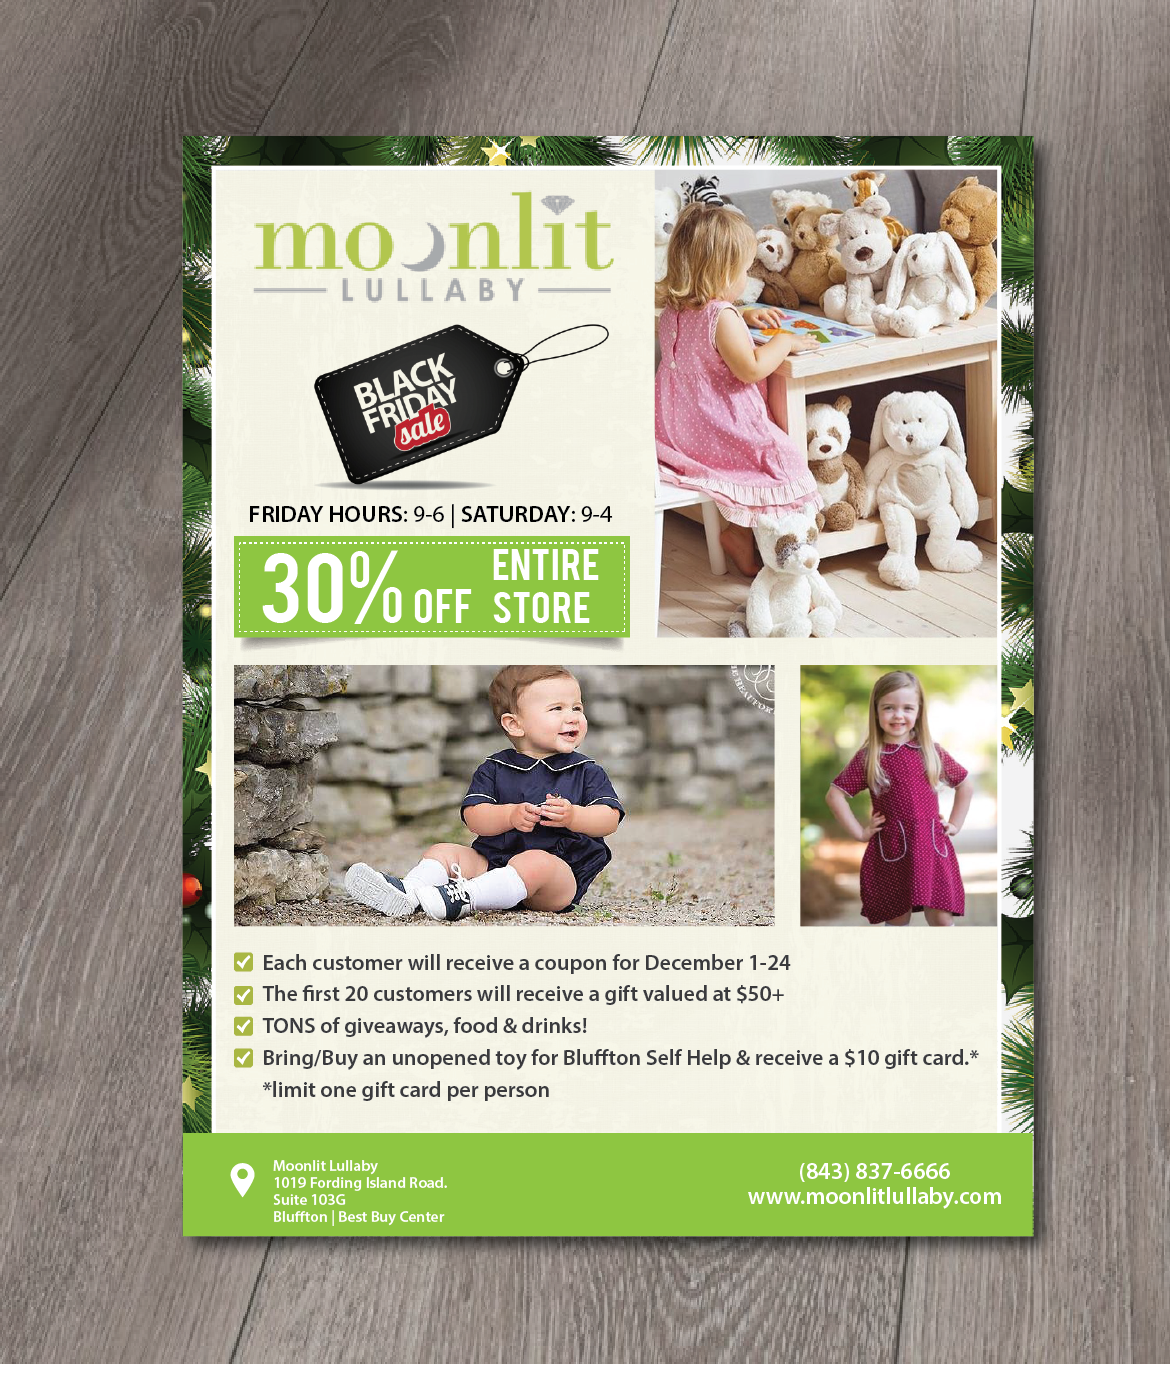 moonlit
LULLABY
BLACK
FRIDAY
sale
FRIDAY HOURS: 9-6 | SATURDAY: 9-4
30% OFF
ENTIRE
STORE
Each customer will receive a coupon for December 1-24
The first 20 customers will receive a gift valued at $50+
TONS of giveaways, food & drinks!
Bring/Buy an unopened toy for Bluffton Self Help & receive a $10 gift card.*
*limit one gift card per person
Moonlit Lullaby
1019 Fording Island Road.
Suite 103G
Bluffton | Best Buy Center
(843) 837-6666
www.moonlitlullaby.com